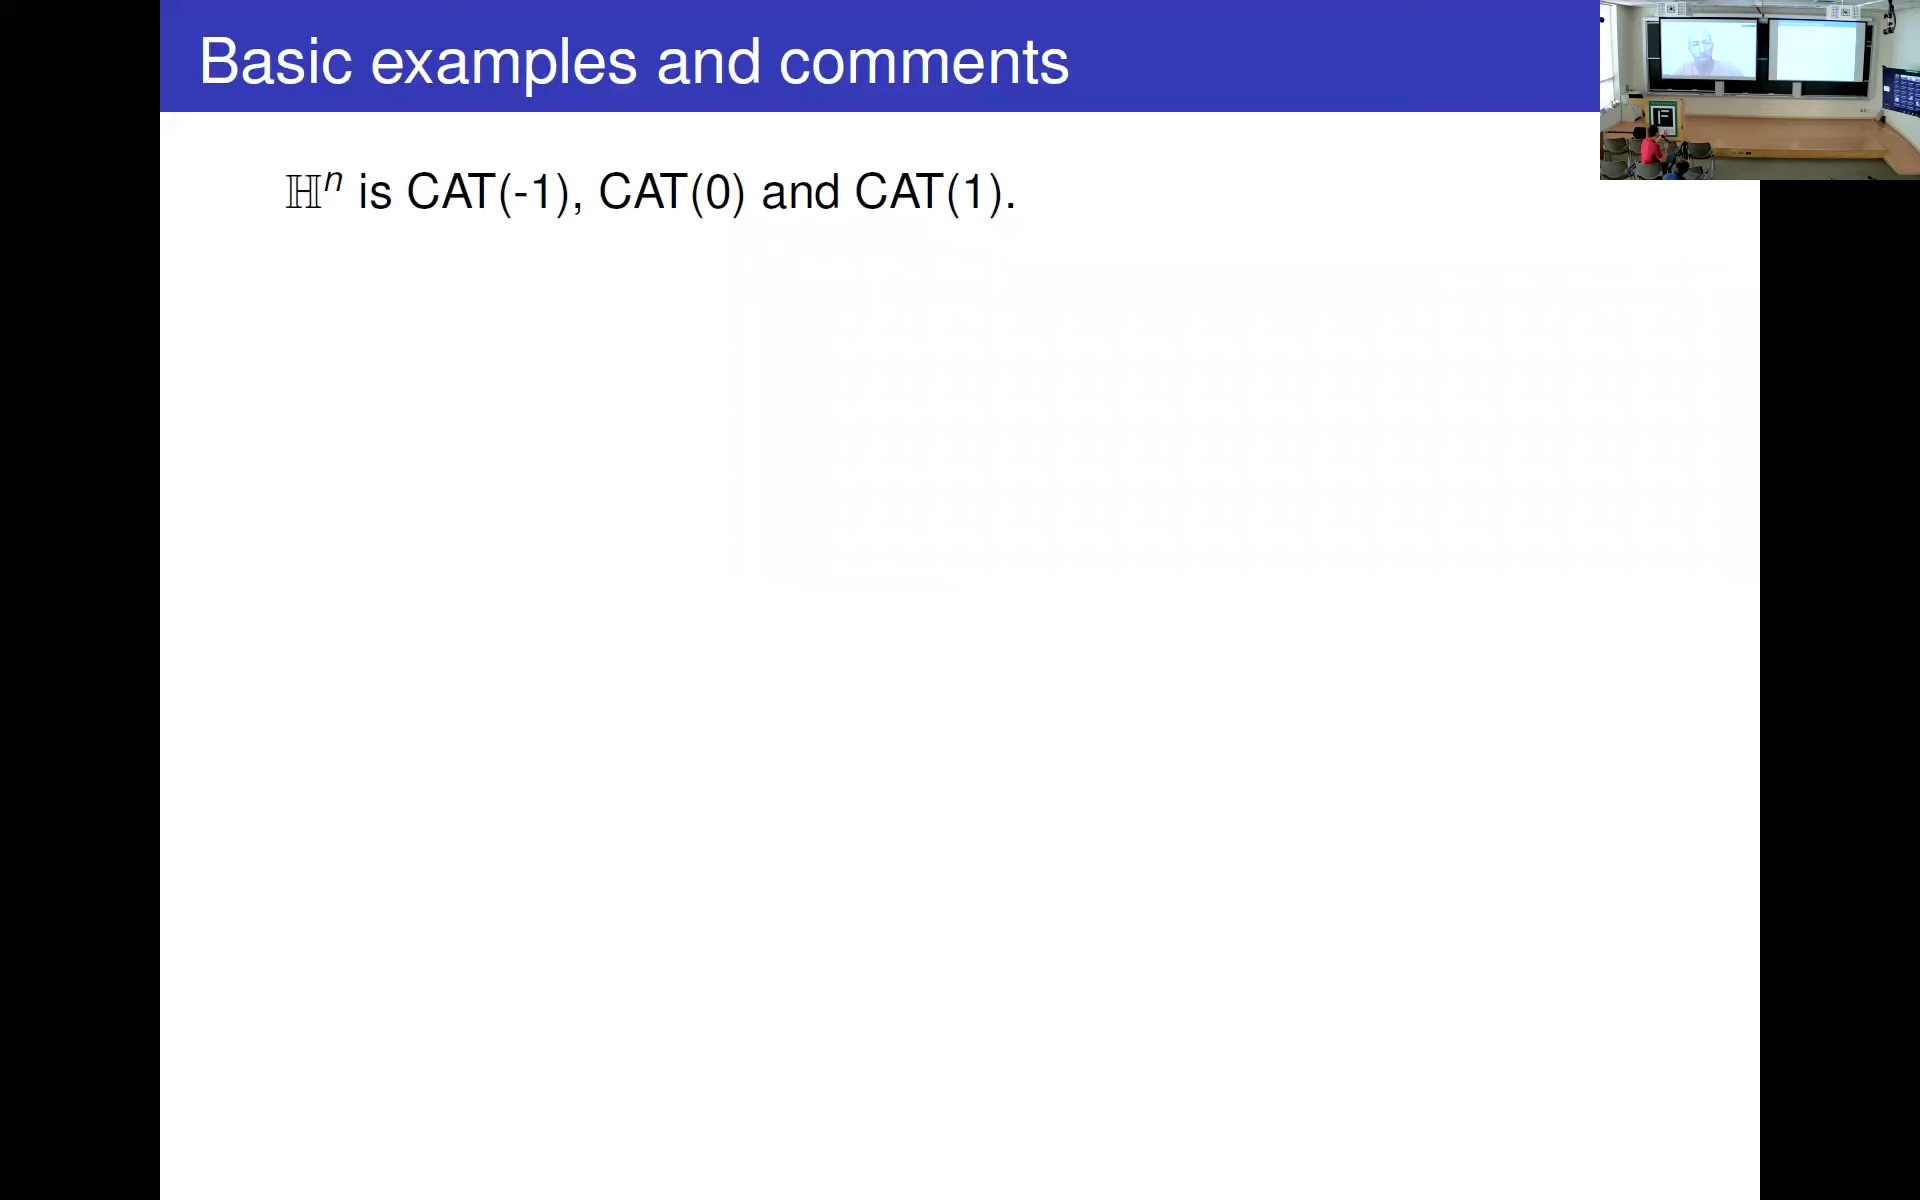 Basic examples and comments
ℍⁿ is CAT(-1), CAT(0) and CAT(1).